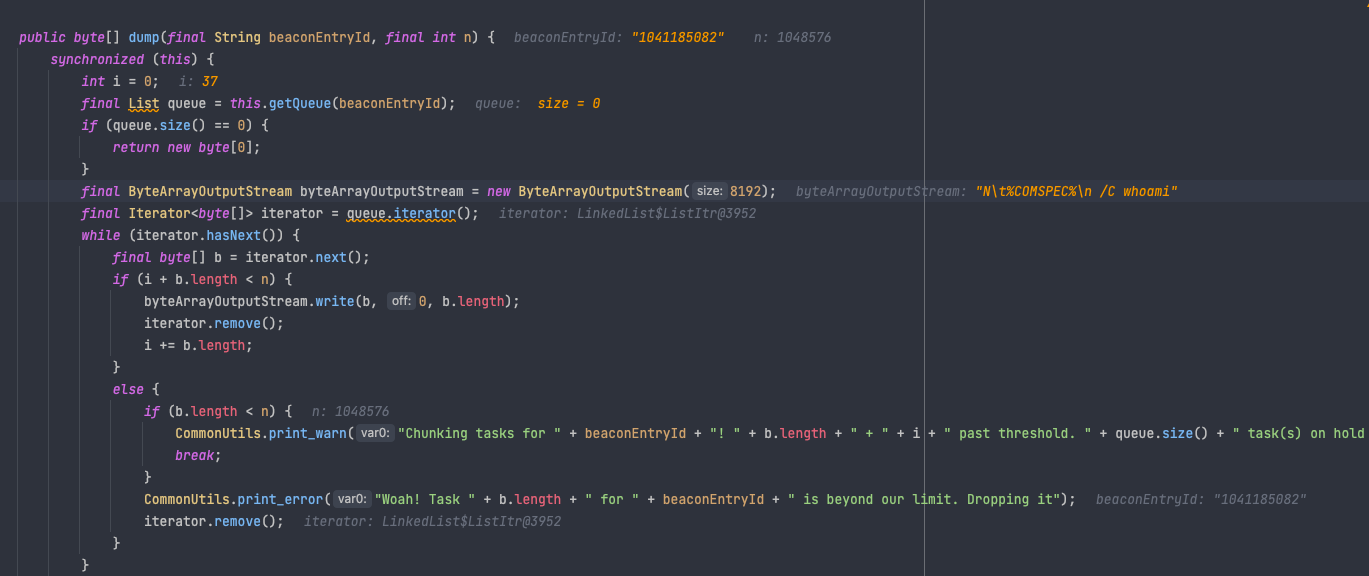 public byte[] dump(final String beaconEntryId, final int n) { beaconEntryId: "1041185082" n: 1048576
synchronized (this) {
int i = 0; i: 37
final List queue = this.getQueue(beaconEntryId); queue: size = 0
if (queue.size() == 0) {
return new byte[0];
}
final ByteArrayOutputStream byteArrayOutputStream = new ByteArrayOutputStream( size: 8192); byteArrayOutputStream: "N\t%COMSPEC%\n /C whoami"
final Iterator<byte[]> iterator = queue.iterator(); iterator: LinkedList$ListItr@3952
while (iterator.hasNext()) {
final byte[] b = iterator.next();
if (i + b.length < n) {
byteArrayOutputStream.write(b, off: 0, b.length);
iterator.remove();
i += b.length;
}
else {
if (b.length < n) { n: 1048576
CommonUtils.print_warn( var0: "Chunking tasks for " + beaconEntryId + "! " + b.length + " + " + i + " past threshold. " + queue.size() + " task(s) on hold
break;
}
CommonUtils.print_error( var0: "Woah! Task " + b.length + " for " + beaconEntryId + " is beyond our limit. Dropping it"); beaconEntryId: "1041185082"
iterator.remove(); iterator: LinkedList$ListItr@3952
}
}